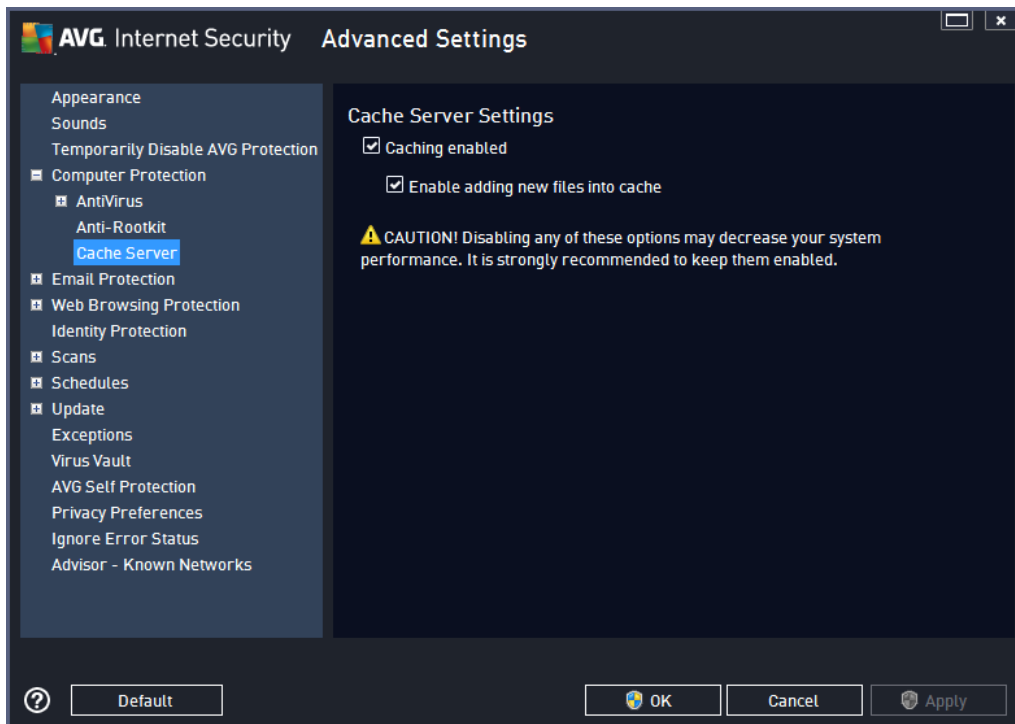 AVG. Internet Security Advanced Settings
Appearance
Sounds
Temporarily Disable AVG Protection
Computer Protection
AntiVirus
Anti-Rootkit
Cache Server
Email Protection
Web Browsing Protection
Identity Protection
Scans
Schedules
Update
Exceptions
Virus Vault
AVG Self Protection
Privacy Preferences
Ignore Error Status
Advisor - Known Networks
Cache Server Settings
Caching enabled
Enable adding new files into cache
CAUTION! Disabling any of these options may decrease your system
performance. It is strongly recommended to keep them enabled.
? Default OK Cancel Apply